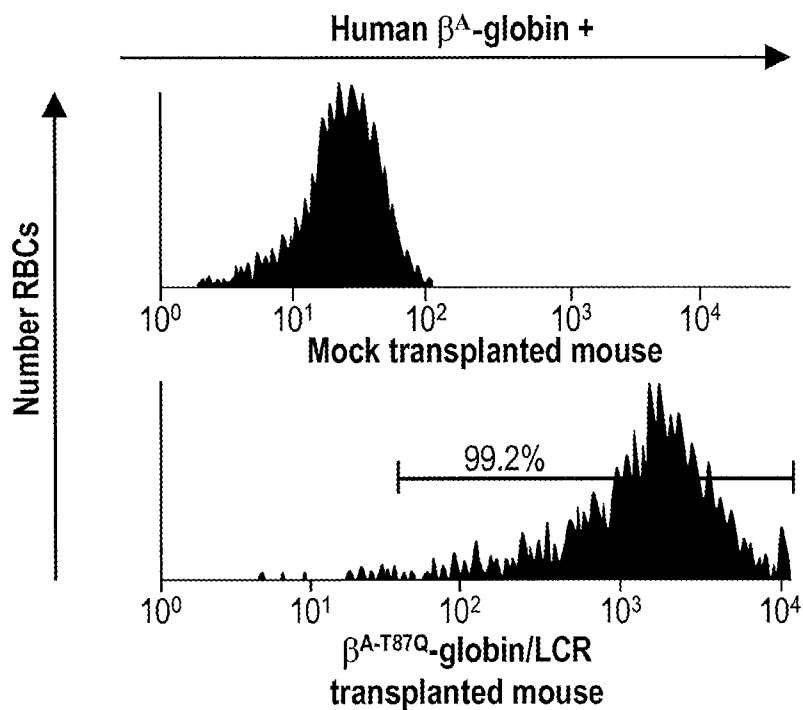 Human βᴬ-globin +
Number RBCs
10⁰ 10¹ 10² 10³ 10⁴
Mock transplanted mouse
99.2%
10⁰ 10¹ 10² 10³ 10⁴
βᴬ⁻ᵀ⁸⁷Q-globin/LCR
transplanted mouse